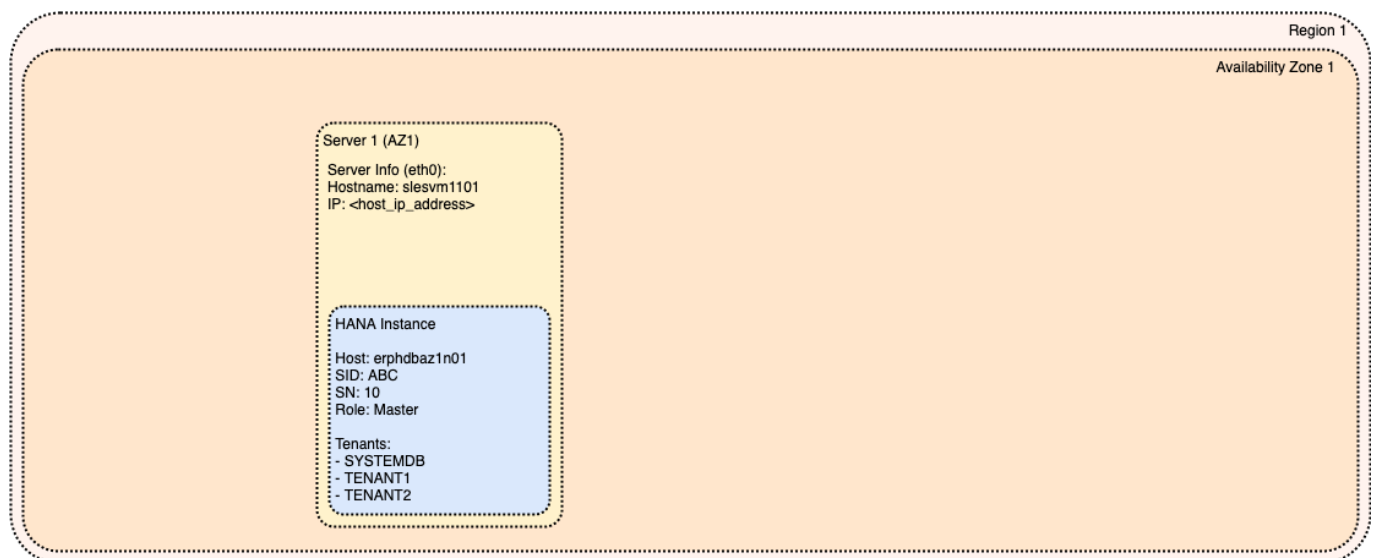 Region 1
Availability Zone 1
Server 1 (AZ1)
Server Info (eth0):
Hostname: slesvm1101
IP: <host_ip_address>
HANA Instance
Host: erphdbaz1n01
SID: ABC
SN: 10
Role: Master
Tenants:
- SYSTEMDB
- TENANT1
- TENANT2